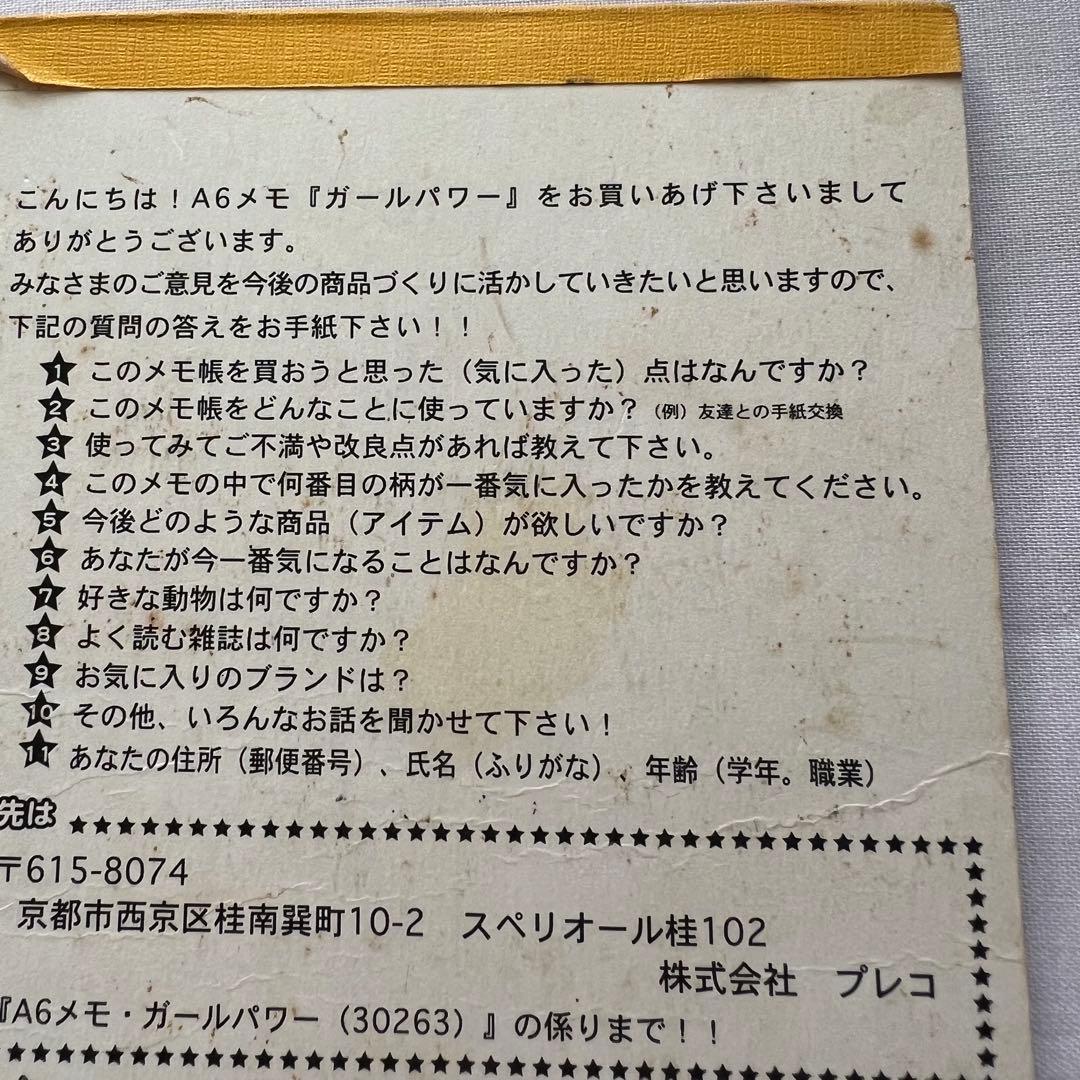 こんにちは！A6メモ『ガールパワー』をお買いあげ下さいまして
ありがとうございます。
みなさまのご意見を今後の商品づくりに活かしていきたいと思いますので、
下記の質問の答えをお手紙下さい！！
1 このメモ帳を買おうと思った（気に入った）点はなんですか？
2 このメモ帳をどんなことに使っていますか？（例）友達との手紙交換
3 使ってみてご不満や改良点があれば教えて下さい。
4 このメモの中で何番目の柄が一番気に入ったかを教えてください。
5 今後どのような商品（アイテム）が欲しいですか？
6 あなたが今一番気になることはなんですか？
7 好きな動物は何ですか？
8 よく読む雑誌は何ですか？
9 お気に入りのブランドは？
10 その他、いろんなお話を聞かせて下さい！
11 あなたの住所（郵便番号）、氏名（ふりがな）、年齢（学年。職業）
先は
〒615-8074
京都市西京区桂南巽町10-2　スペリオール桂102
株式会社　プレコ
『A6メモ・ガールパワー（30263）』の係りまで！！